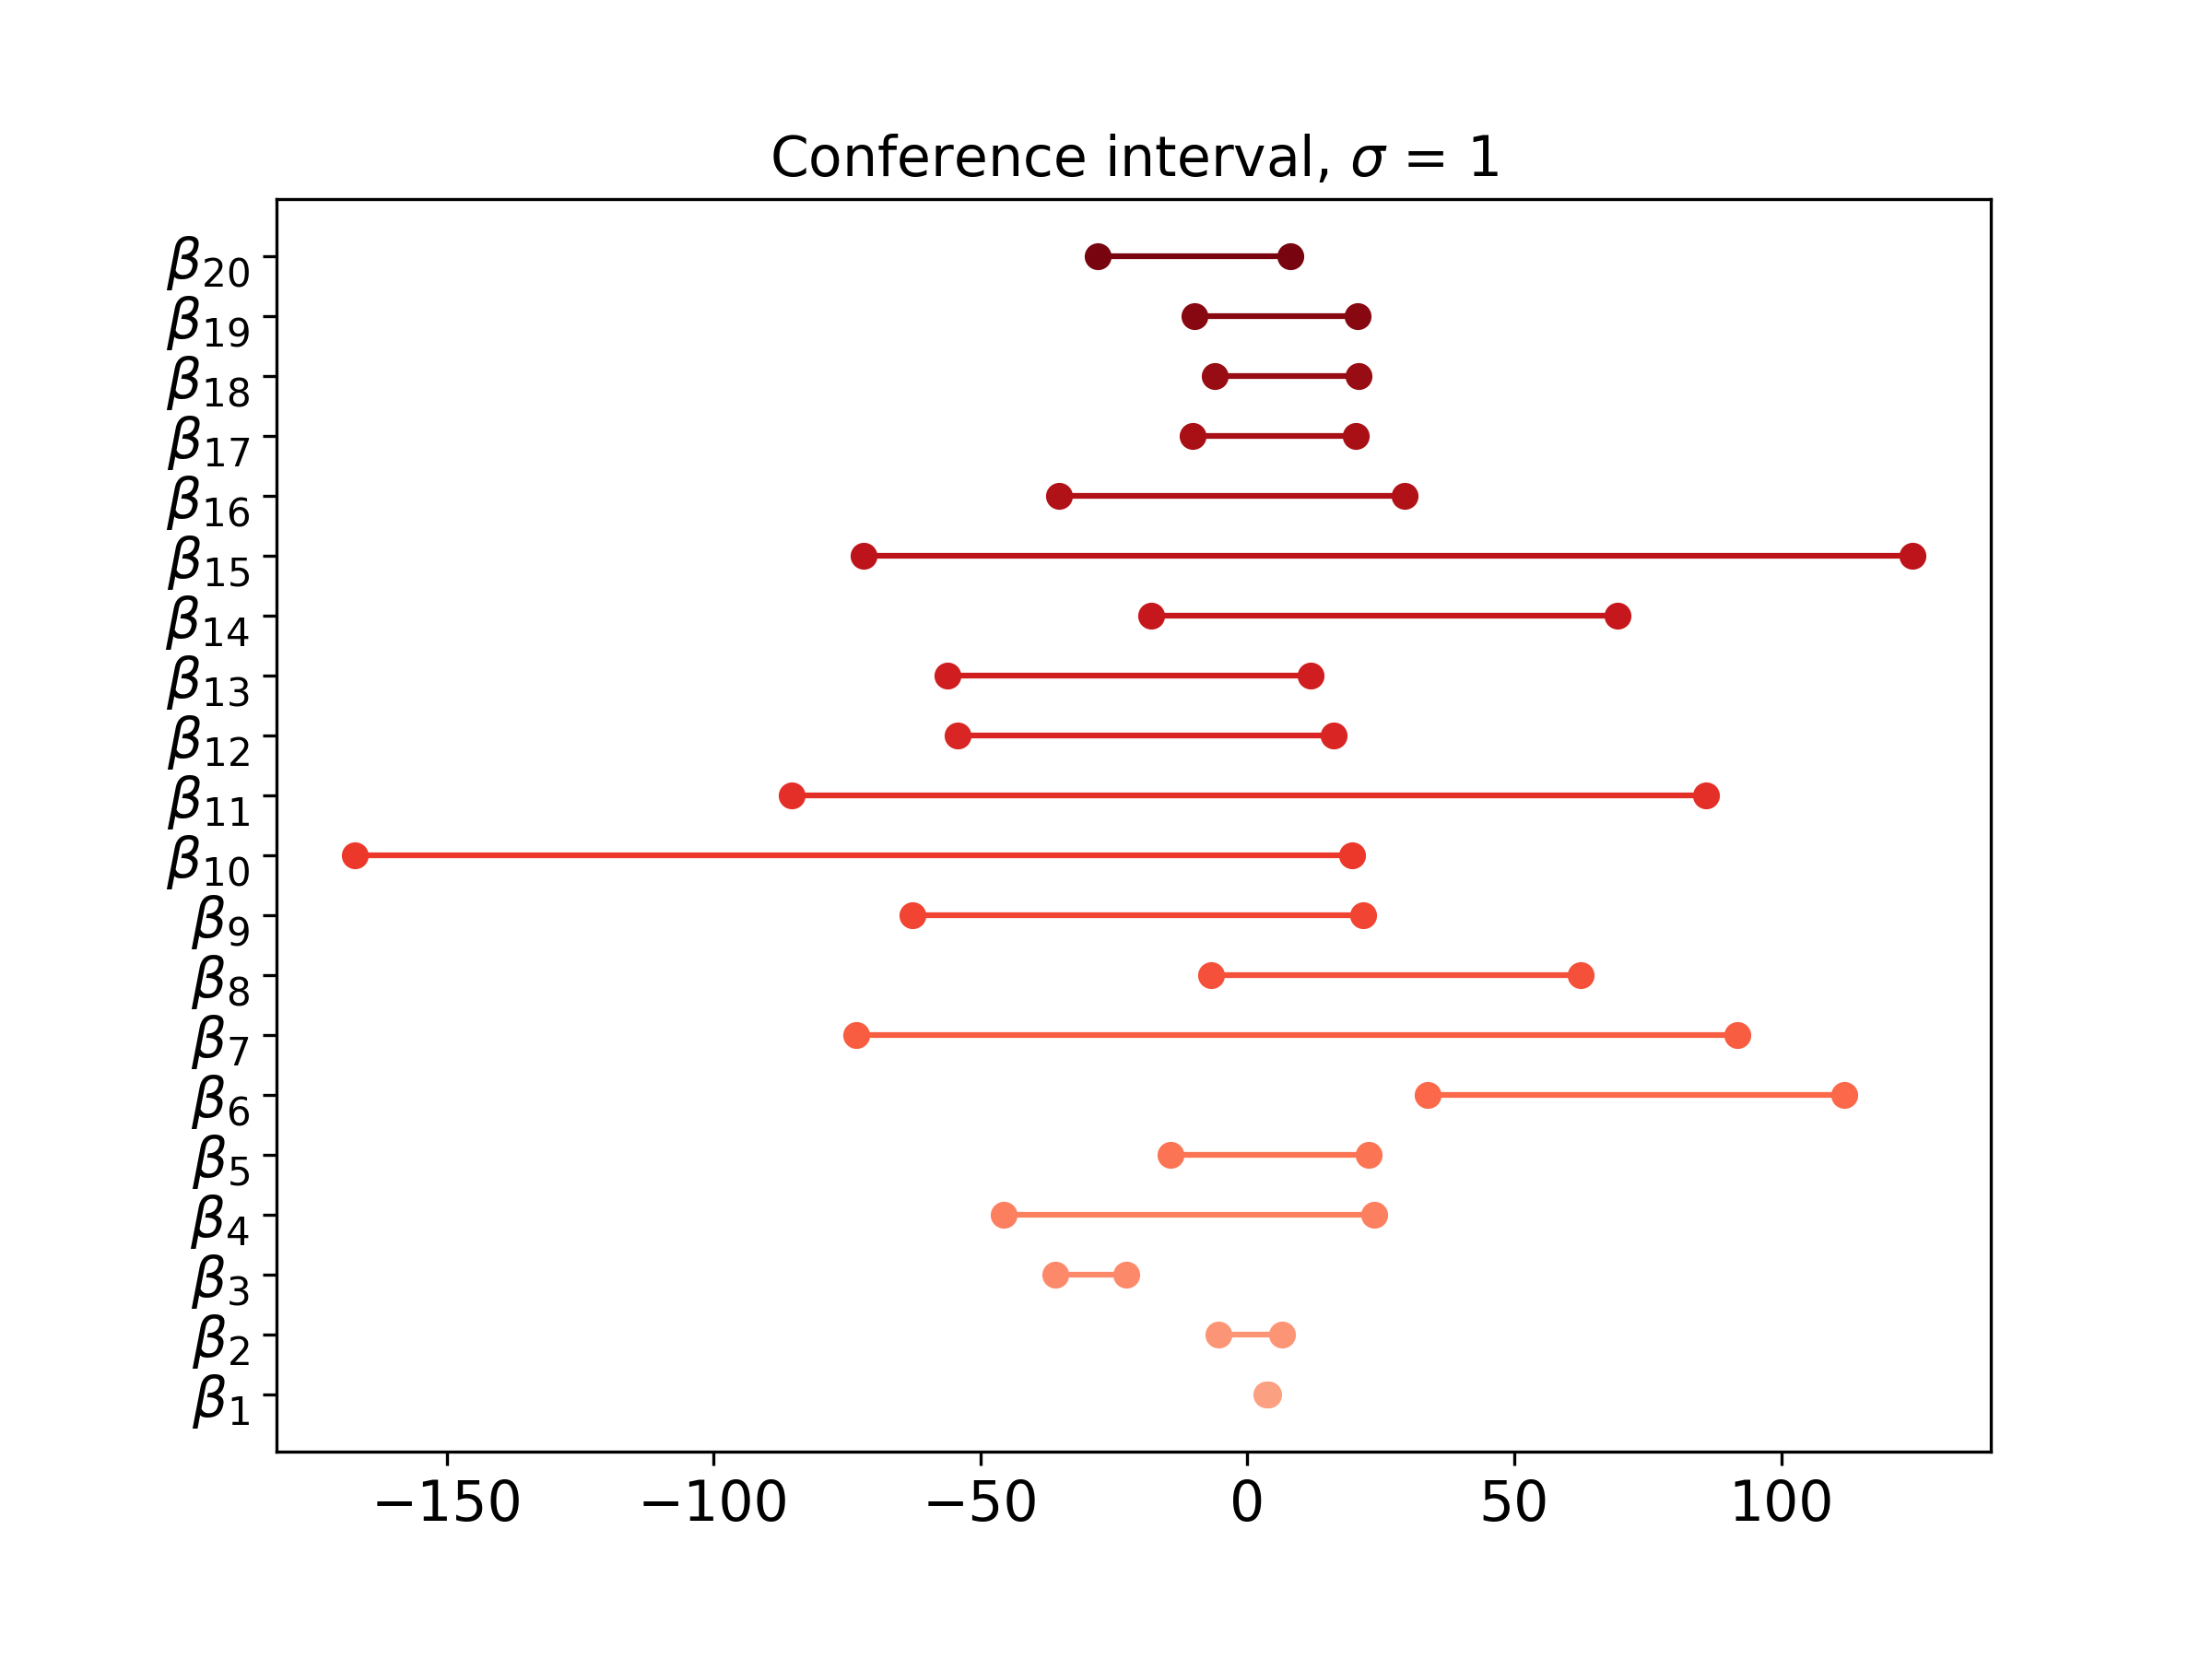 Conference interval, σ = 1
β₂₀
β₁₉
β₁₈
β₁₇
β₁₆
β₁₅
β₁₄
β₁₃
β₁₂
β₁₁
β₁₀
β₉
β₈
β₇
β₆
β₅
β₄
β₃
β₂
β₁
−150 −100 −50 0 50 100